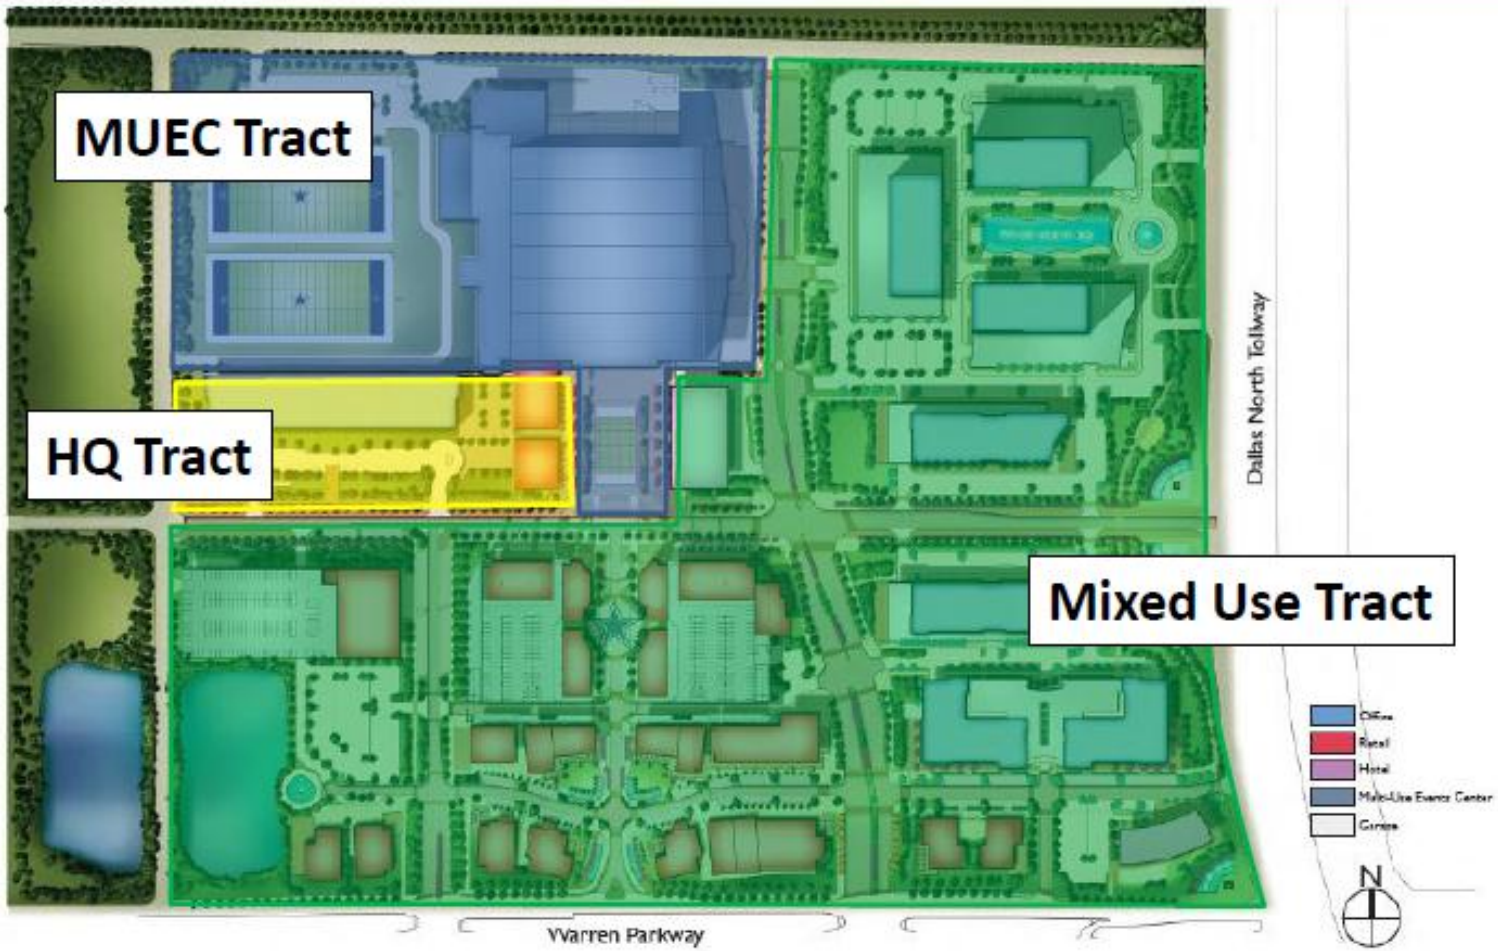 MUEC Tract
HQ Tract
Dallas North Tollway
Mixed Use Tract
Office
Retail
Hotel
Multi-Use Events Center
Garage
N
Warren Parkway